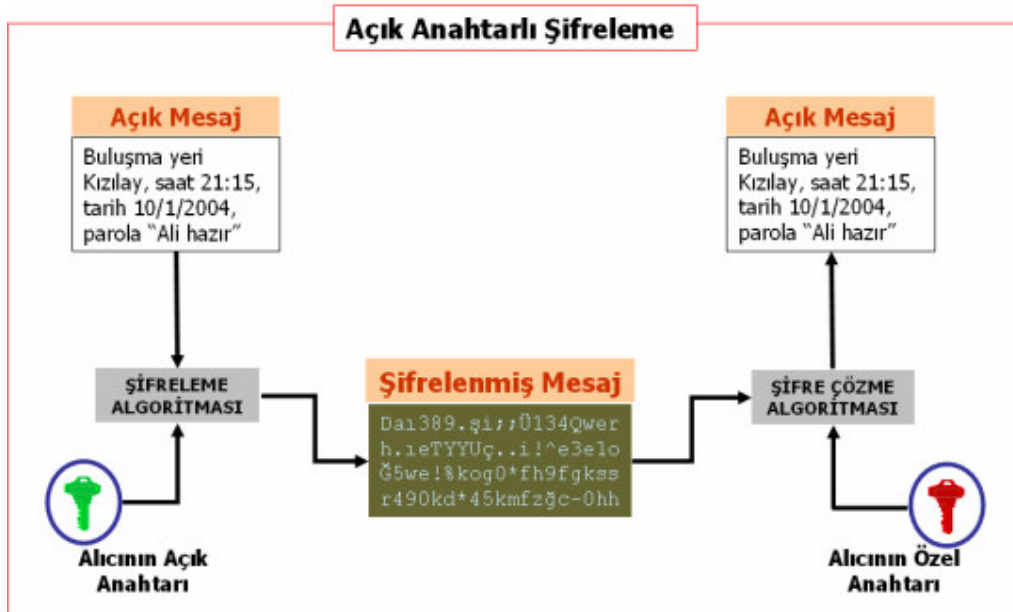 Açık Anahtarlı Şifreleme
Açık Mesaj
Buluşma yeri
Kızılay, saat 21:15,
tarih 10/1/2004,
parola “Ali hazır”
Açık Mesaj
Buluşma yeri
Kızılay, saat 21:15,
tarih 10/1/2004,
parola “Ali hazır”
ŞİFRELEME
ALGORİTMASI
Şifrelenmiş Mesaj
Daı389.şi;;Ü134Qwer
h.ıeTYYUç..i!^e3elo
Ğ5we!%kog0*fh9fgkss
r490kd*45kmfzğc-0hh
ŞİFRE ÇÖZME
ALGORİTMASI
Alıcının Açık
Anahtarı
Alıcının Özel
Anahtarı